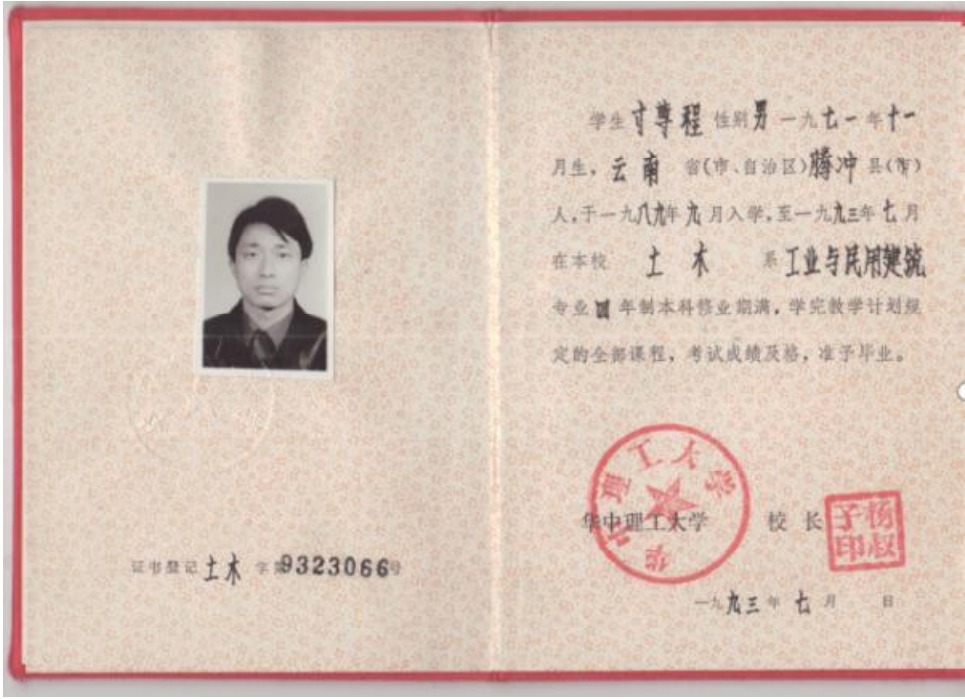 证书登记土木字第9323066号
学生寸尊程性别男一九七一年十一
月生，云南省(市、自治区)腾冲县(市)
人，于一九八九年九月入学，至一九九三年七月
在本校土木系工业与民用建筑
专业四年制本科修业期满，学完教学计划规
定的全部课程，考试成绩及格，准予毕业。
华中理工大学
华中理工大学 校长
杨叔子印
一九九三年七月 日